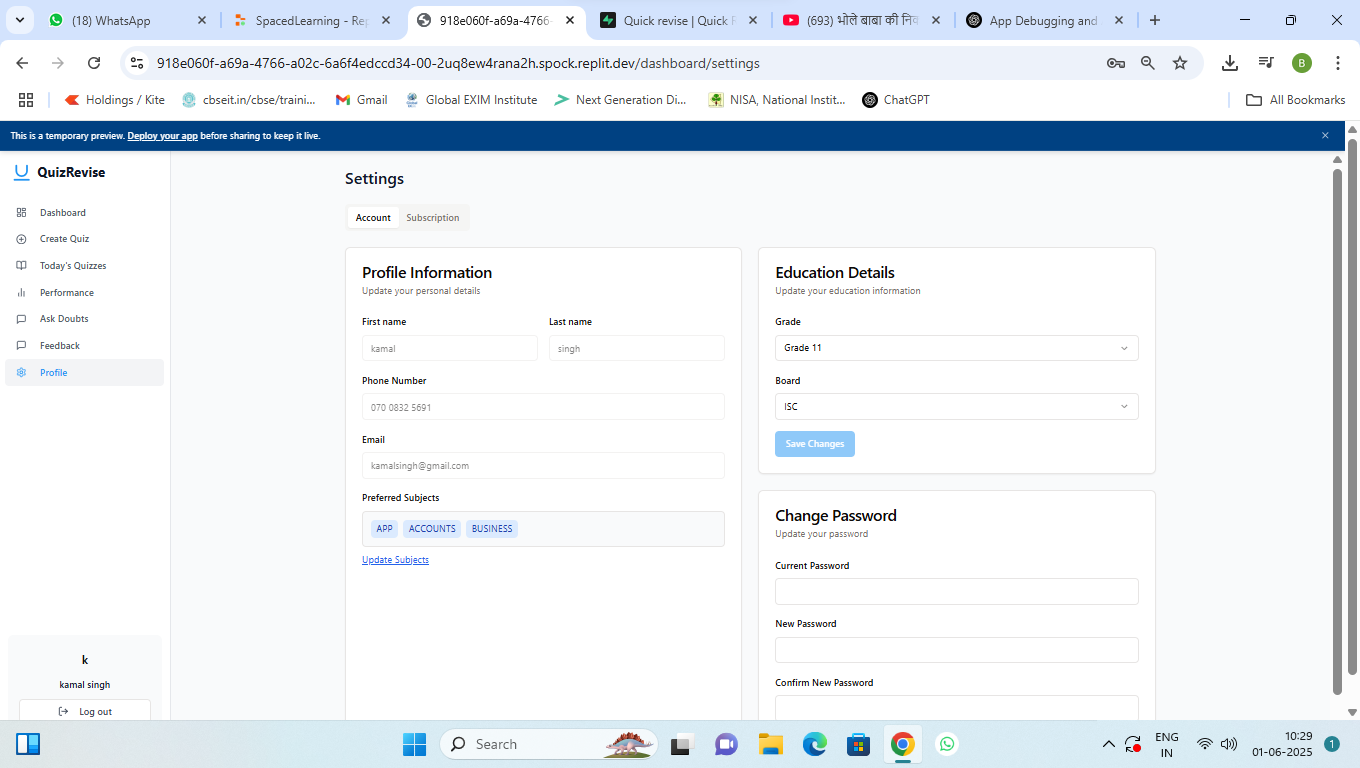 (18) WhatsApp
SpacedLearning - Rep
918e060f-a69a-4766-
Quick revise | Quick R
(693) भोले बाबा की
App Debugging and
918e060f-a69a-4766-a02c-6a6f4edccd34-00-2uq8ew4rana2h.spock.replit.dev/dashboard/settings
B
Holdings / Kite
cbseit.in/cbse/traini...
Gmail
Global EXIM Institute
Next Generation Di...
NISA, National Instit...
ChatGPT
All Bookmarks
This is a temporary preview. Deploy your app before sharing to keep it live.
QuizRevise
Dashboard
Create Quiz
Today's Quizzes
Performance
Ask Doubts
Feedback
Profile
k
kamal singh
Log out
Settings
Account
Subscription
Profile Information
Update your personal details
First name
Last name
kamal
singh
Phone Number
070 0832 5691
Email
kamalsingh@gmail.com
Preferred Subjects
APP
ACCOUNTS
BUSINESS
Update Subjects
Education Details
Update your education information
Grade
Grade 11
Board
ISC
Save Changes
Change Password
Update your password
Current Password
New Password
Confirm New Password
Search
ENG
IN
10:29
01-06-2025
1